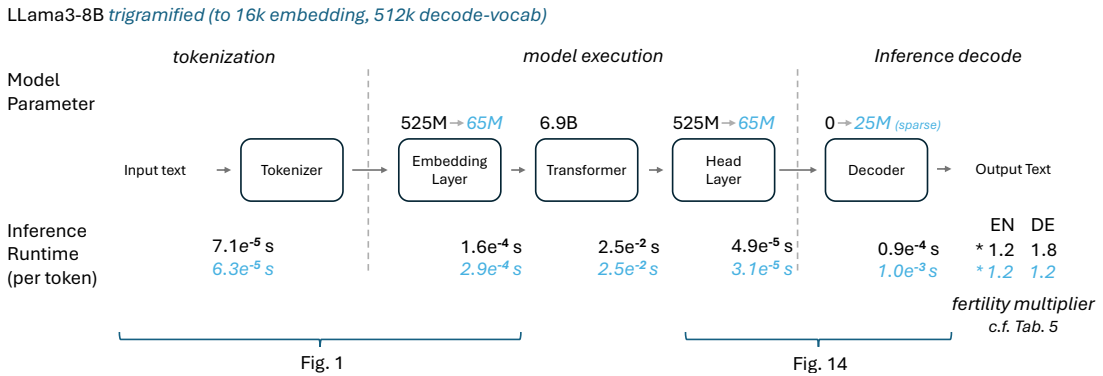 LLama3-8B trigramified (to 16k embedding, 512k decode-vocab)
tokenization model execution Inference decode
Model
Parameter
525M→65M 6.9B 525M→65M 0→25M (sparse)
Input text → Tokenizer → Embedding Layer → Transformer → Head Layer → Decoder → Output Text
Inference
Runtime
(per token)
EN DE
7.1e⁻⁵ s 1.6e⁻⁴ s 2.5e⁻² s 4.9e⁻⁵ s 0.9e⁻⁴ s * 1.2 1.8
6.3e⁻⁵ s 2.9e⁻⁴ s 2.5e⁻² s 3.1e⁻⁵ s 1.0e⁻³ s * 1.2 1.2
fertility multiplier
c.f. Tab. 5
Fig. 1 Fig. 14